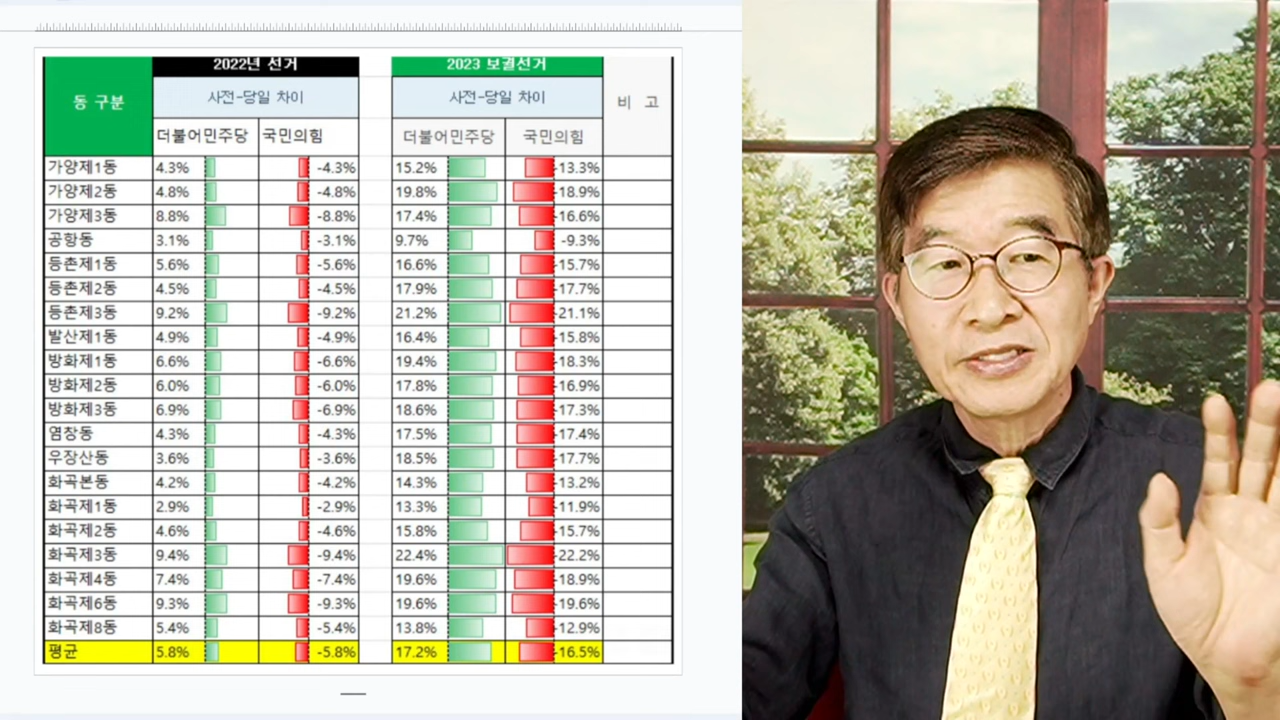 2022년 선거 2023 보궐선거
동 구분 사전-당일 차이 사전-당일 차이 비 고
더불어민주당 국민의힘 더불어민주당 국민의힘
가양제1동 4.3% -4.3% 15.2% -13.3%
가양제2동 4.8% -4.8% 19.8% -18.9%
가양제3동 8.8% -8.8% 17.4% -16.6%
공항동 3.1% -3.1% 9.7% -9.3%
등촌제1동 5.6% -5.6% 16.6% -15.7%
등촌제2동 4.5% -4.5% 17.9% -17.7%
등촌제3동 9.2% -9.2% 21.2% -21.1%
발산제1동 4.9% -4.9% 16.4% -15.8%
방화제1동 6.6% -6.6% 19.4% -18.3%
방화제2동 6.0% -6.0% 17.8% -16.9%
방화제3동 6.9% -6.9% 18.6% -17.3%
염창동 4.3% -4.3% 17.5% -17.4%
우장산동 3.6% -3.6% 18.5% -17.7%
화곡본동 4.2% -4.2% 14.3% -13.2%
화곡제1동 2.9% -2.9% 13.3% -11.9%
화곡제2동 4.6% -4.6% 15.8% -15.7%
화곡제3동 9.4% -9.4% 22.4% -22.2%
화곡제4동 7.4% -7.4% 19.6% -18.9%
화곡제6동 9.3% -9.3% 19.6% -19.6%
화곡제8동 5.4% -5.4% 13.8% -12.9%
평균 5.8% -5.8% 17.2% -16.5%